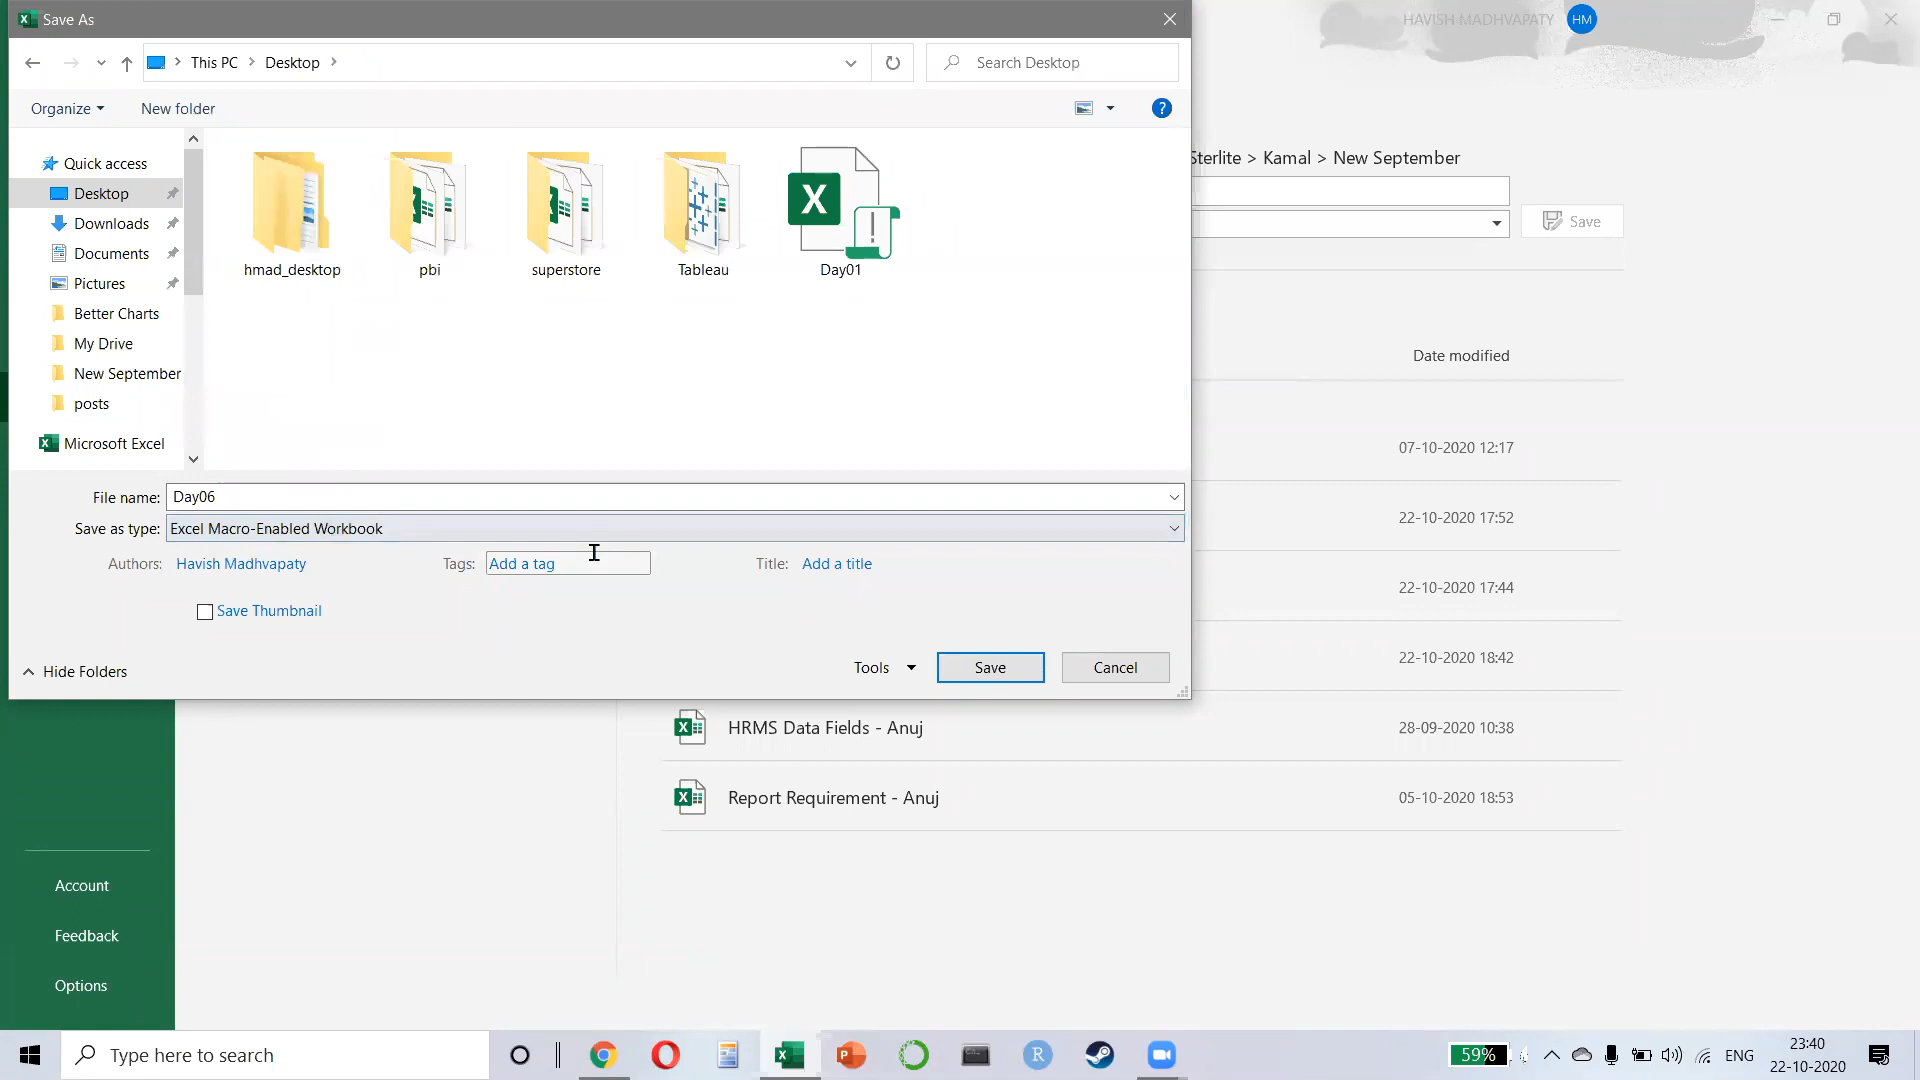 Save As
HAVISH MADHVAPATY HM
This PC Desktop
Search Desktop
Organize New folder
?
Quick access
Desktop
Downloads
Documents
Pictures
Better Charts
My Drive
New September
posts
Microsoft Excel
hmad_desktop
pbi
superstore
Tableau
Day01
Sterlite > Kamal > New September
Save
Date modified
07-10-2020 12:17
22-10-2020 17:52
22-10-2020 17:44
22-10-2020 18:42
File name: Day06
Save as type: Excel Macro-Enabled Workbook
Authors: Havish Madhvapaty Tags: Add a tag Title: Add a title
Save Thumbnail
Hide Folders
Tools Save Cancel
HRMS Data Fields - Anuj 28-09-2020 10:38
Report Requirement - Anuj 05-10-2020 18:53
Account
Feedback
Options
Type here to search
59%
ENG
23:40
22-10-2020